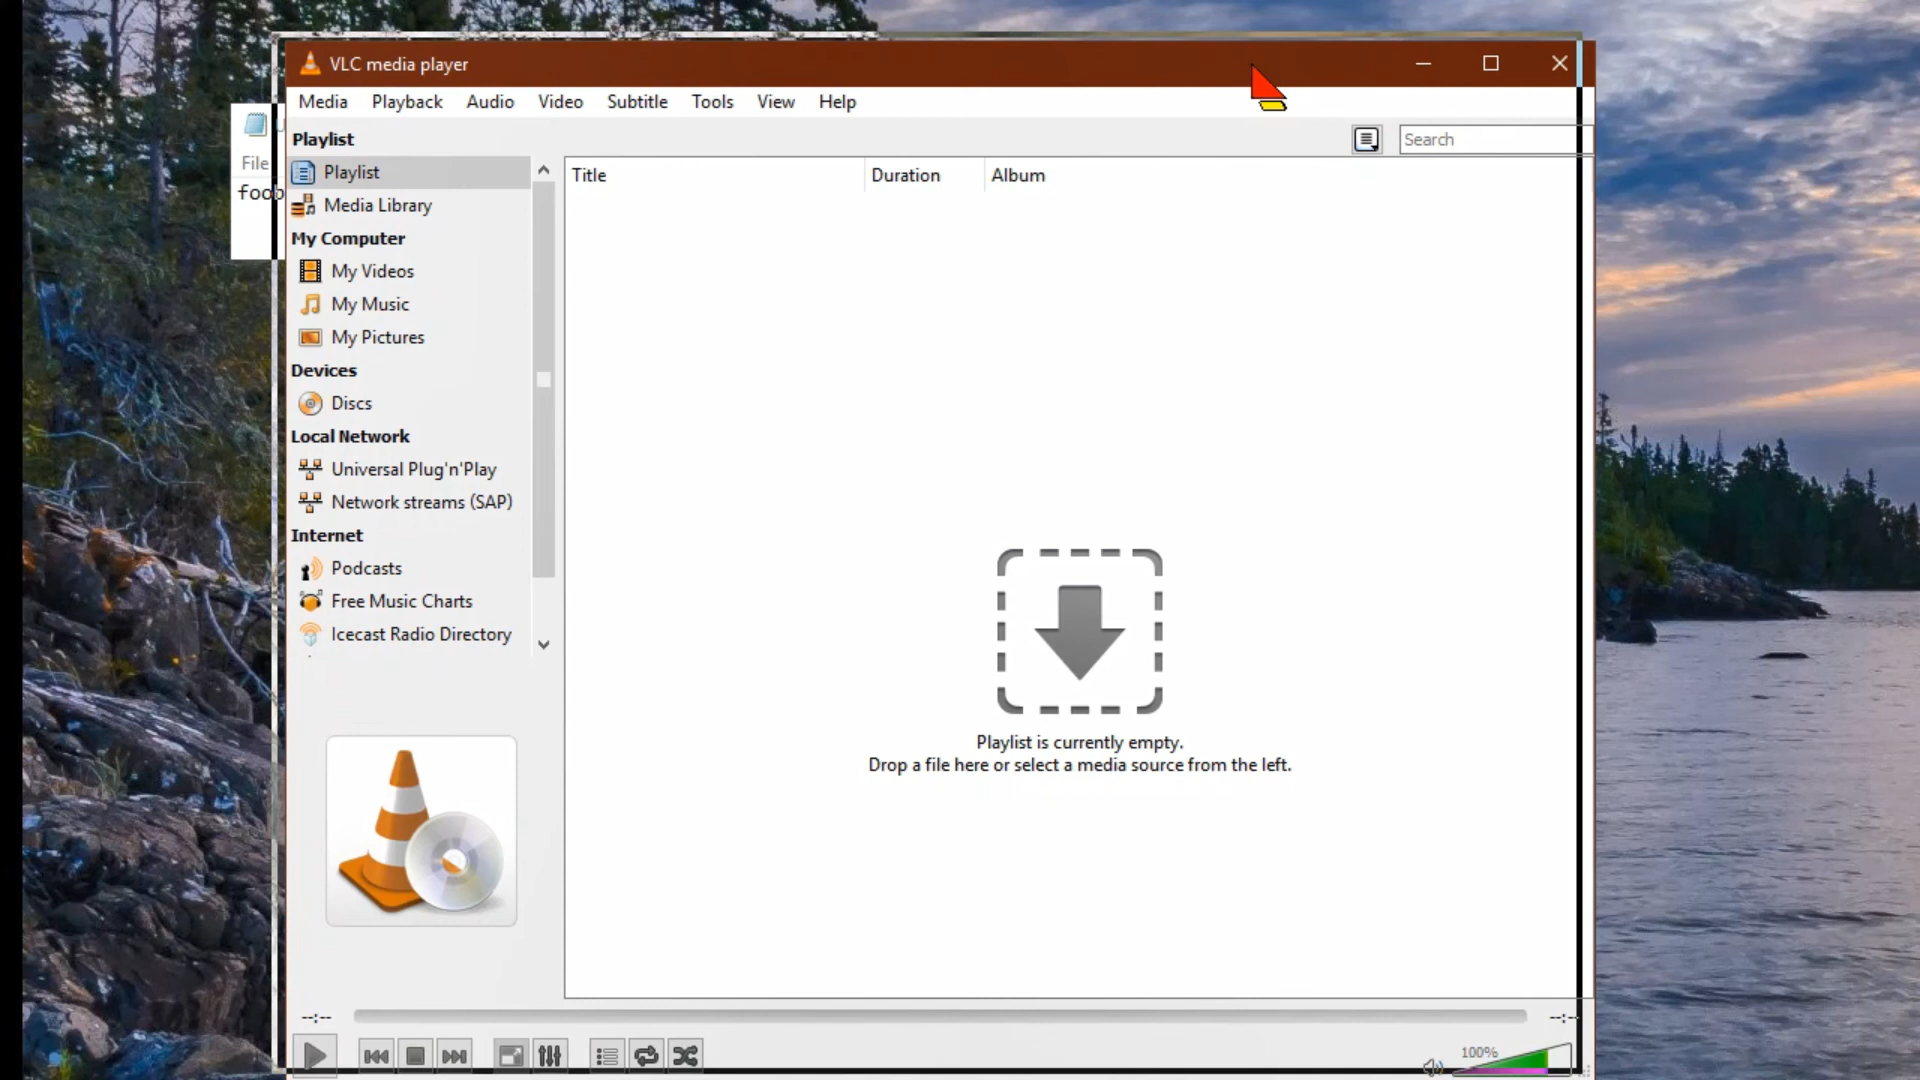 VLC media player
Media Playback Audio Video Subtitle Tools View Help
Playlist
Search
File
foob
Playlist
Media Library
My Computer
My Videos
My Music
My Pictures
Devices
Discs
Local Network
Universal Plug'n'Play
Network streams (SAP)
Internet
Podcasts
Free Music Charts
Icecast Radio Directory
Title Duration Album
Playlist is currently empty.
Drop a file here or select a media source from the left.
--:-- --:--
100%